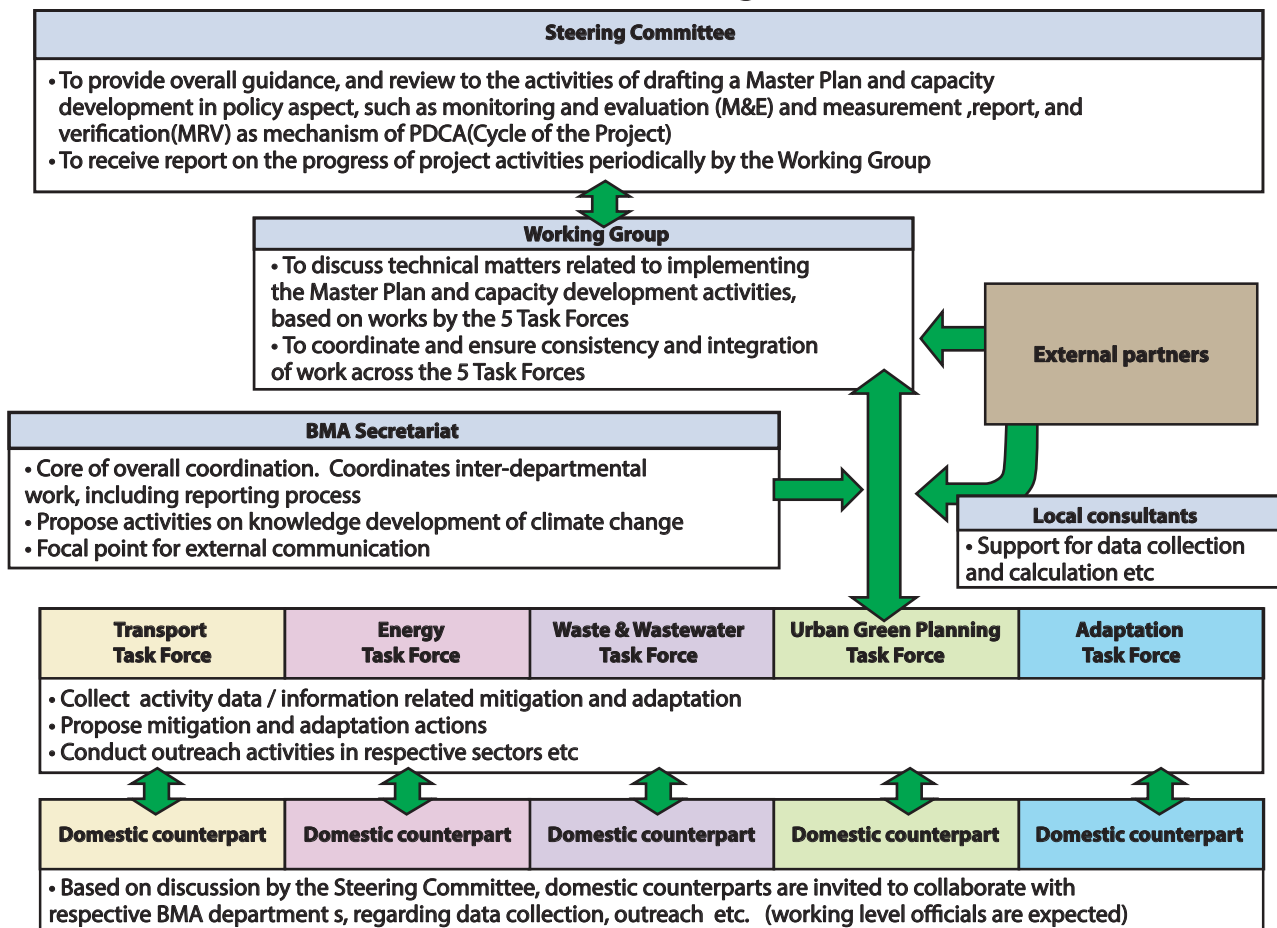 Steering Committee
• To provide overall guidance, and review to the activities of drafting a Master Plan and capacity
development in policy aspect, such as monitoring and evaluation (M&E) and measurement ,report, and
verification(MRV) as mechanism of PDCA(Cycle of the Project)
• To receive report on the progress of project activities periodically by the Working Group
Working Group
• To discuss technical matters related to implementing
the Master Plan and capacity development activities,
based on works by the 5 Task Forces
• To coordinate and ensure consistency and integration
of work across the 5 Task Forces
External partners
BMA Secretariat
• Core of overall coordination. Coordinates inter-departmental
work, including reporting process
• Propose activities on knowledge development of climate change
• Focal point for external communication
Local consultants
• Support for data collection
and calculation etc
Transport
Task Force
Energy
Task Force
Waste & Wastewater
Task Force
Urban Green Planning
Task Force
Adaptation
Task Force
• Collect activity data / information related mitigation and adaptation
• Propose mitigation and adaptation actions
• Conduct outreach activities in respective sectors etc
Domestic counterpart
Domestic counterpart
Domestic counterpart
Domestic counterpart
Domestic counterpart
• Based on discussion by the Steering Committee, domestic counterparts are invited to collaborate with
respective BMA department s, regarding data collection, outreach etc. (working level officials are expected)